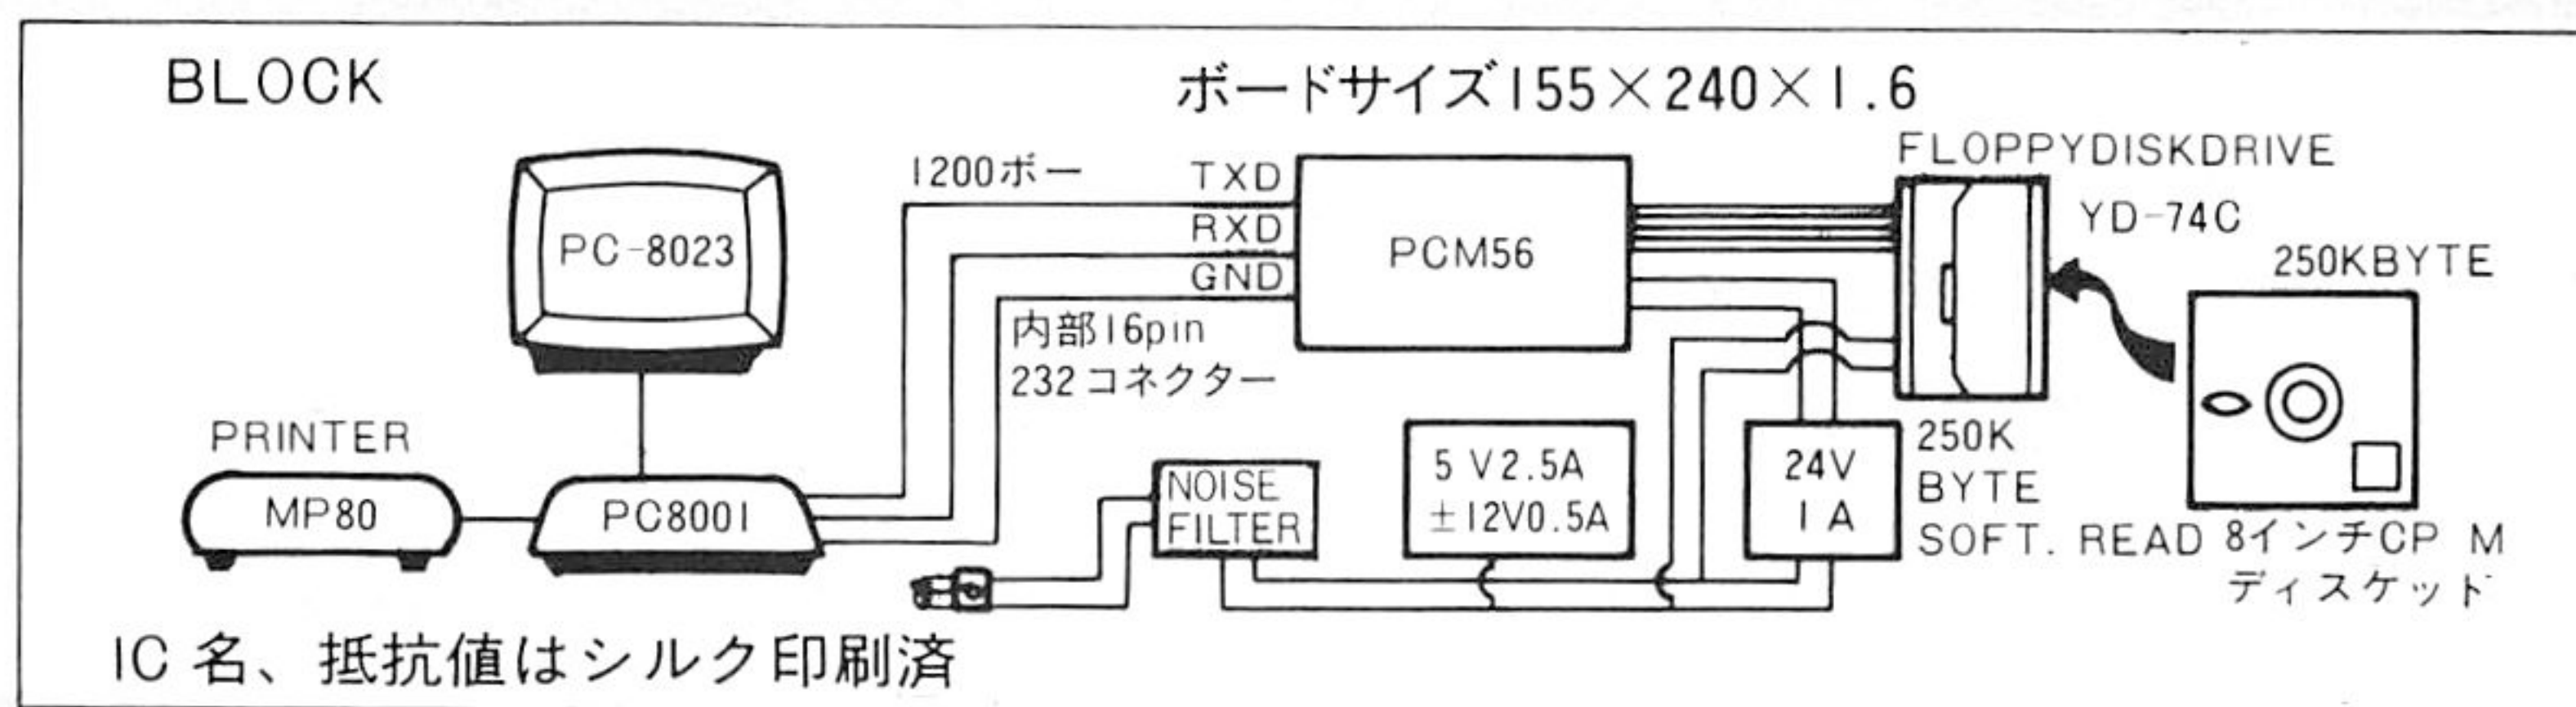 BLOCK
ボードサイズ155×240×1.6
FLOPPYDISKDRIVE
YD-74C
250KBYTE
1200ボー
TXD
RXD
GND
PC-8023
PCM56
内部16pin
232コネクター
PRINTER
MP80
PC8001
NOISE
FILTER
5V2.5A
±12V0.5A
24V
1A
250K
BYTE
SOFT. READ
8インチCP M
ディスケット
IC名、抵抗値はシルク印刷済